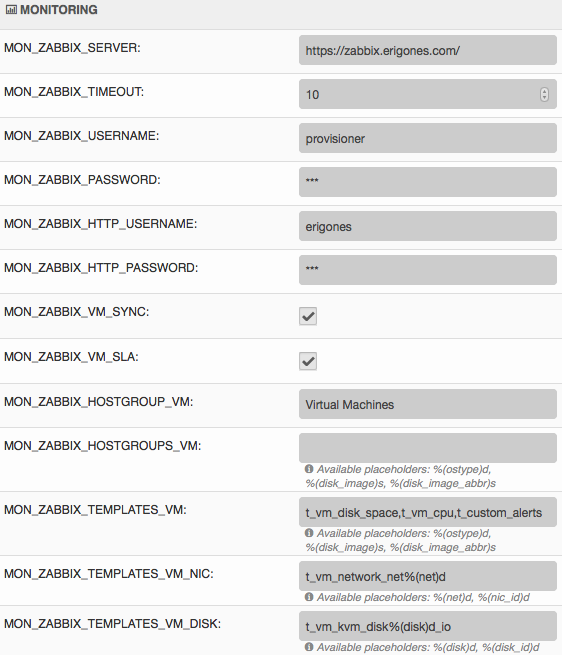 MONITORING
MON_ZABBIX_SERVER: https://zabbix.erigones.com/
MON_ZABBIX_TIMEOUT: 10
MON_ZABBIX_USERNAME: provisioner
MON_ZABBIX_PASSWORD: ***
MON_ZABBIX_HTTP_USERNAME: erigones
MON_ZABBIX_HTTP_PASSWORD: ***
MON_ZABBIX_VM_SYNC:
MON_ZABBIX_VM_SLA:
MON_ZABBIX_HOSTGROUP_VM: Virtual Machines
MON_ZABBIX_HOSTGROUPS_VM:
Available placeholders: %(ostype)d,
%(disk_image)s, %(disk_image_abbr)s
MON_ZABBIX_TEMPLATES_VM: t_vm_disk_space,t_vm_cpu,t_custom_alerts
Available placeholders: %(ostype)d,
%(disk_image)s, %(disk_image_abbr)s
MON_ZABBIX_TEMPLATES_VM_NIC: t_vm_network_net%(net)d
Available placeholders: %(net)d, %(nic_id)d
MON_ZABBIX_TEMPLATES_VM_DISK: t_vm_kvm_disk%(disk)d_io
Available placeholders: %(disk)d, %(disk_id)d